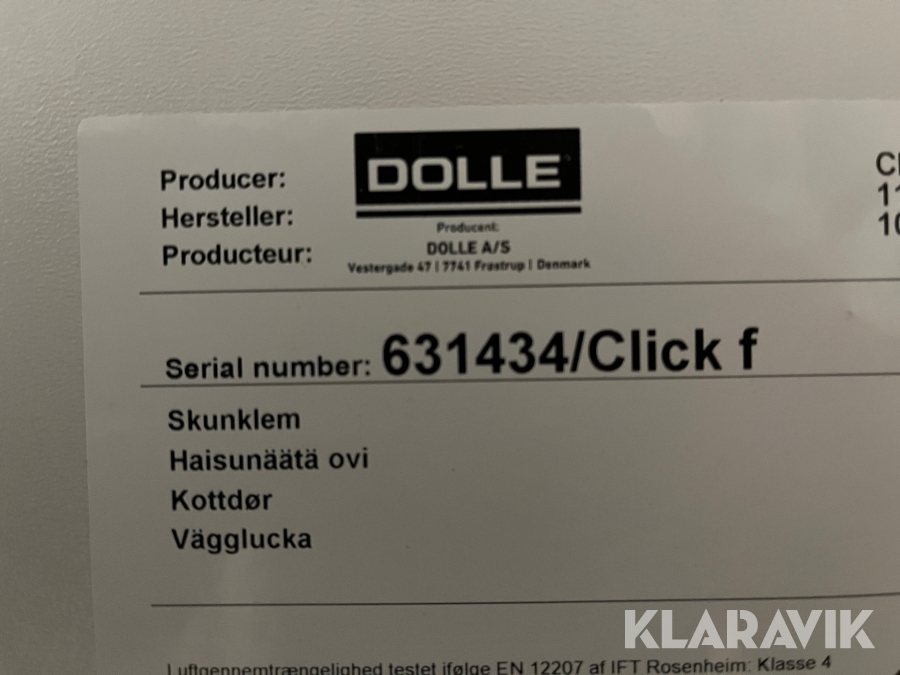 Producer:
Hersteller:
Producteur:
DOLLE
Producent:
DOLLE A/S
Vestergade 47 | 7741 Frøstrup | Denmark
Serial number: 631434/Click f
Skunklem
Haisunäätä ovi
Kottdør
Vägglucka
KLARAVIK
Luftgennemtrængelighed testet ifølge EN 12207 af IFT Rosenheim: Klasse 4